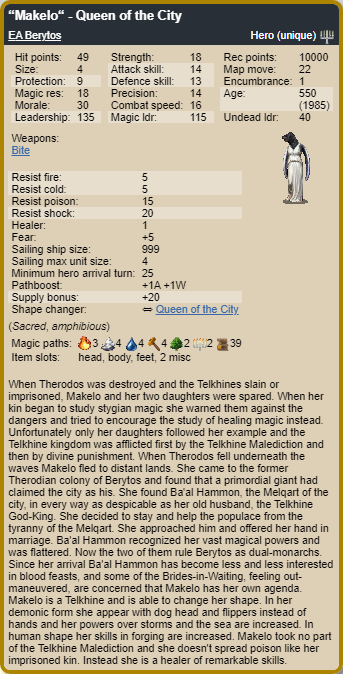 “Makelo“ - Queen of the City
EA Berytos Hero (unique)
Hit points: 49 Strength: 18 Rec points: 10000
Size: 4 Attack skill: 14 Map move: 22
Protection: 9 Defence skill: 13 Encumbrance: 1
Magic res: 18 Precision: 14 Age: 550
Morale: 30 Combat speed: 16 (1985)
Leadership: 135 Magic ldr: 115 Undead ldr: 40
Weapons:
Bite
Resist fire: 5
Resist cold: 5
Resist poison: 15
Resist shock: 20
Healer: 1
Fear: +5
Sailing ship size: 999
Sailing max unit size: 4
Minimum hero arrival turn: 25
Pathboost: +1A +1W
Supply bonus: +20
Shape changer: ⇔ Queen of the City
(Sacred, amphibious)
Magic paths: 3 4 4 4 2 2 39
Item slots: head, body, feet, 2 misc
When Therodos was destroyed and the Telkhines slain or
imprisoned, Makelo and her two daughters were spared. When her
kin began to study stygian magic she warned them against the
dangers and tried to encourage the study of healing magic instead.
Unfortunately only her daughters followed her example and the
Telkhine kingdom was afflicted first by the Telkhine Malediction and
then by divine punishment. When Therodos fell underneath the
waves Makelo fled to distant lands. She came to the former
Therodian colony of Berytos and found that a primordial giant had
claimed the city as his. She found Ba'al Hammon, the Melqart of the
city, in every way as despicable as her old husband, the Telkhine
God-King. She decided to stay and help the populace from the
tyranny of the Melqart. She approached him and offered her hand in
marriage. Ba'al Hammon recognized her vast magical powers and
was flattered. Now the two of them rule Berytos as dual-monarchs.
Since her arrival Ba'al Hammon has become less and less interested
in blood feasts, and some of the Brides-in-Waiting, feeling out-
maneuvered, are concerned that Makelo has her own agenda.
Makelo is a Telkhine and is able to change her shape. In her
demonic form she appear with dog head and flippers instead of
hands and her powers over storms and the sea are increased. In
human shape her skills in forging are increased. Makelo took no part
of the Telkhine Malediction and she doesn't spread poison like her
imprisoned kin. Instead she is a healer of remarkable skills.